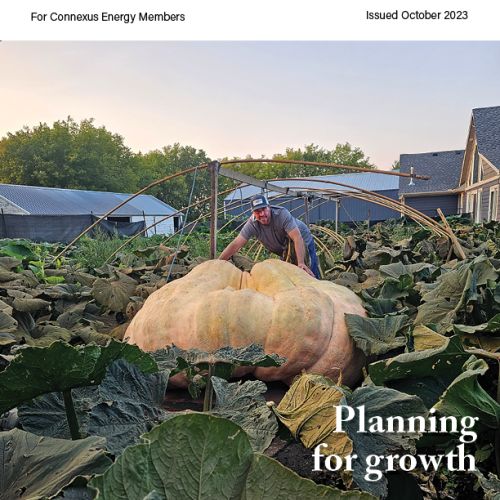 For Connexus Energy Members
Issued October 2023
Planning
for growth